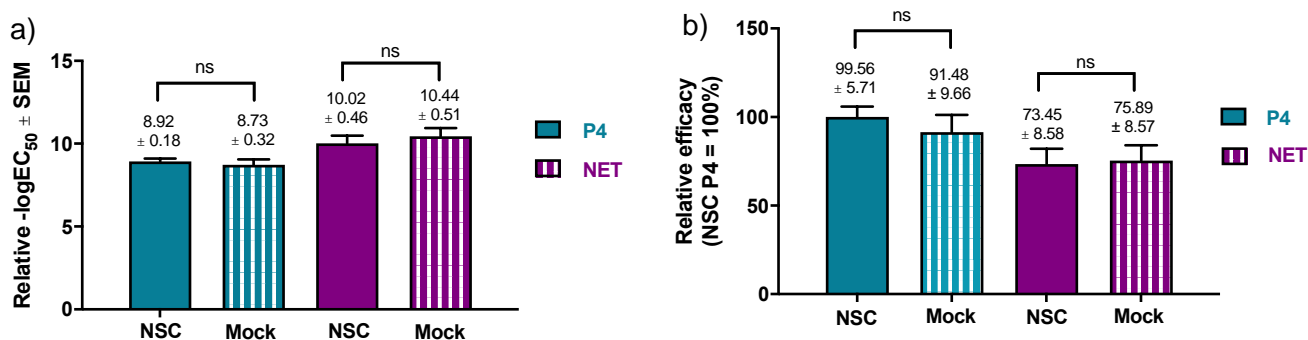 a)
Relative -logEC50 ± SEM
15
10
5
0
ns
ns
8.92
± 0.18
8.73
± 0.32
10.02
± 0.46
10.44
± 0.51
NSC
Mock
NSC
Mock
P4
NET
b)
Relative efficacy
(NSC P4 = 100%)
150
100
50
0
ns
ns
99.56
± 5.71
91.48
± 9.66
73.45
± 8.58
75.89
± 8.57
NSC
Mock
NSC
Mock
P4
NET